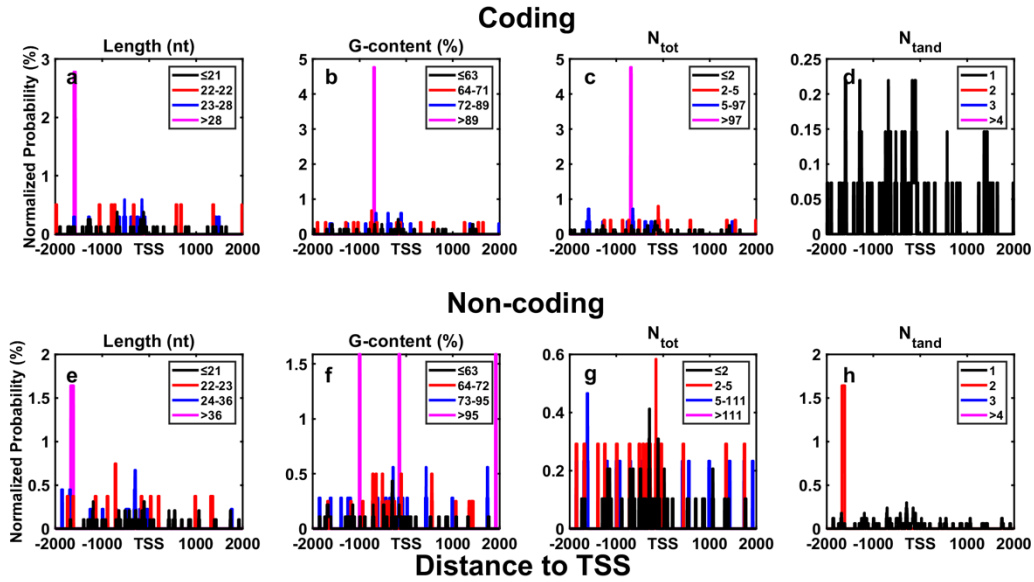 Coding
Length (nt)
G-content (%)
N_tot
N_tand
Normalized Probability (%)
a
≤21
22-22
23-28
>28
3
2
1
0
-2000 -1000 TSS 1000 2000
b
≤63
64-71
72-89
>89
5
4
3
2
1
0
-2000 -1000 TSS 1000 2000
c
≤2
2-5
5-97
>97
5
4
3
2
1
0
-2000 -1000 TSS 1000 2000
d
1
2
3
>4
0.25
0.2
0.15
0.1
0.05
0
-2000 -1000 TSS 1000 2000
Non-coding
Length (nt)
G-content (%)
N_tot
N_tand
Normalized Probability (%)
e
≤21
22-23
24-36
>36
2
1.5
1
0.5
0
-2000 -1000 TSS 1000 2000
f
≤63
64-72
73-95
>95
1.5
1
0.5
0
-2000 -1000 TSS 1000 2000
g
≤2
2-5
5-111
>111
0.6
0.4
0.2
0
-2000 -1000 TSS 1000 2000
h
1
2
3
>4
2
1.5
1
0.5
0
-2000 -1000 TSS 1000 2000
Distance to TSS